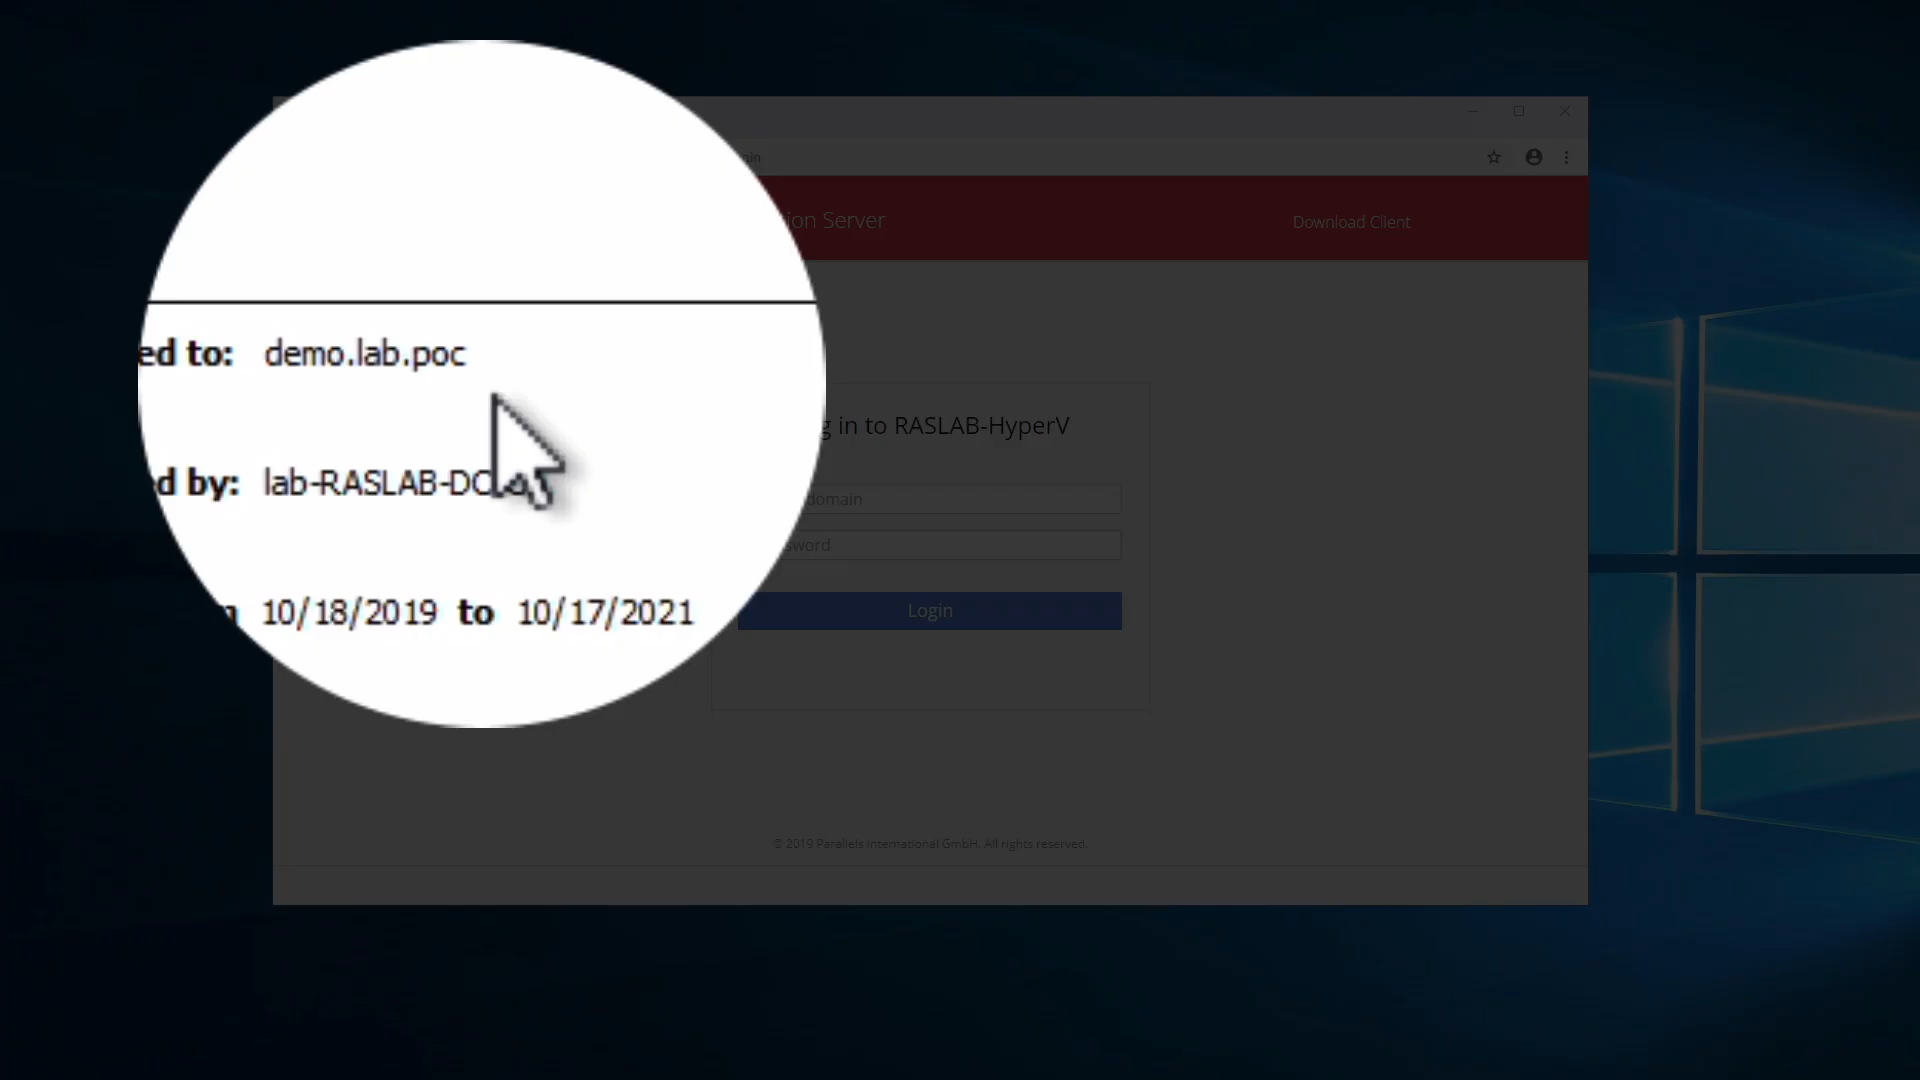 ion Server
Download Client
ed to: demo.lab.poc
g in to RASLAB-HyperV
d by: lab-RASLAB-DC
domain
sword
10/18/2019 to 10/17/2021
Login
© 2019 Parallels International GmbH. All rights reserved.